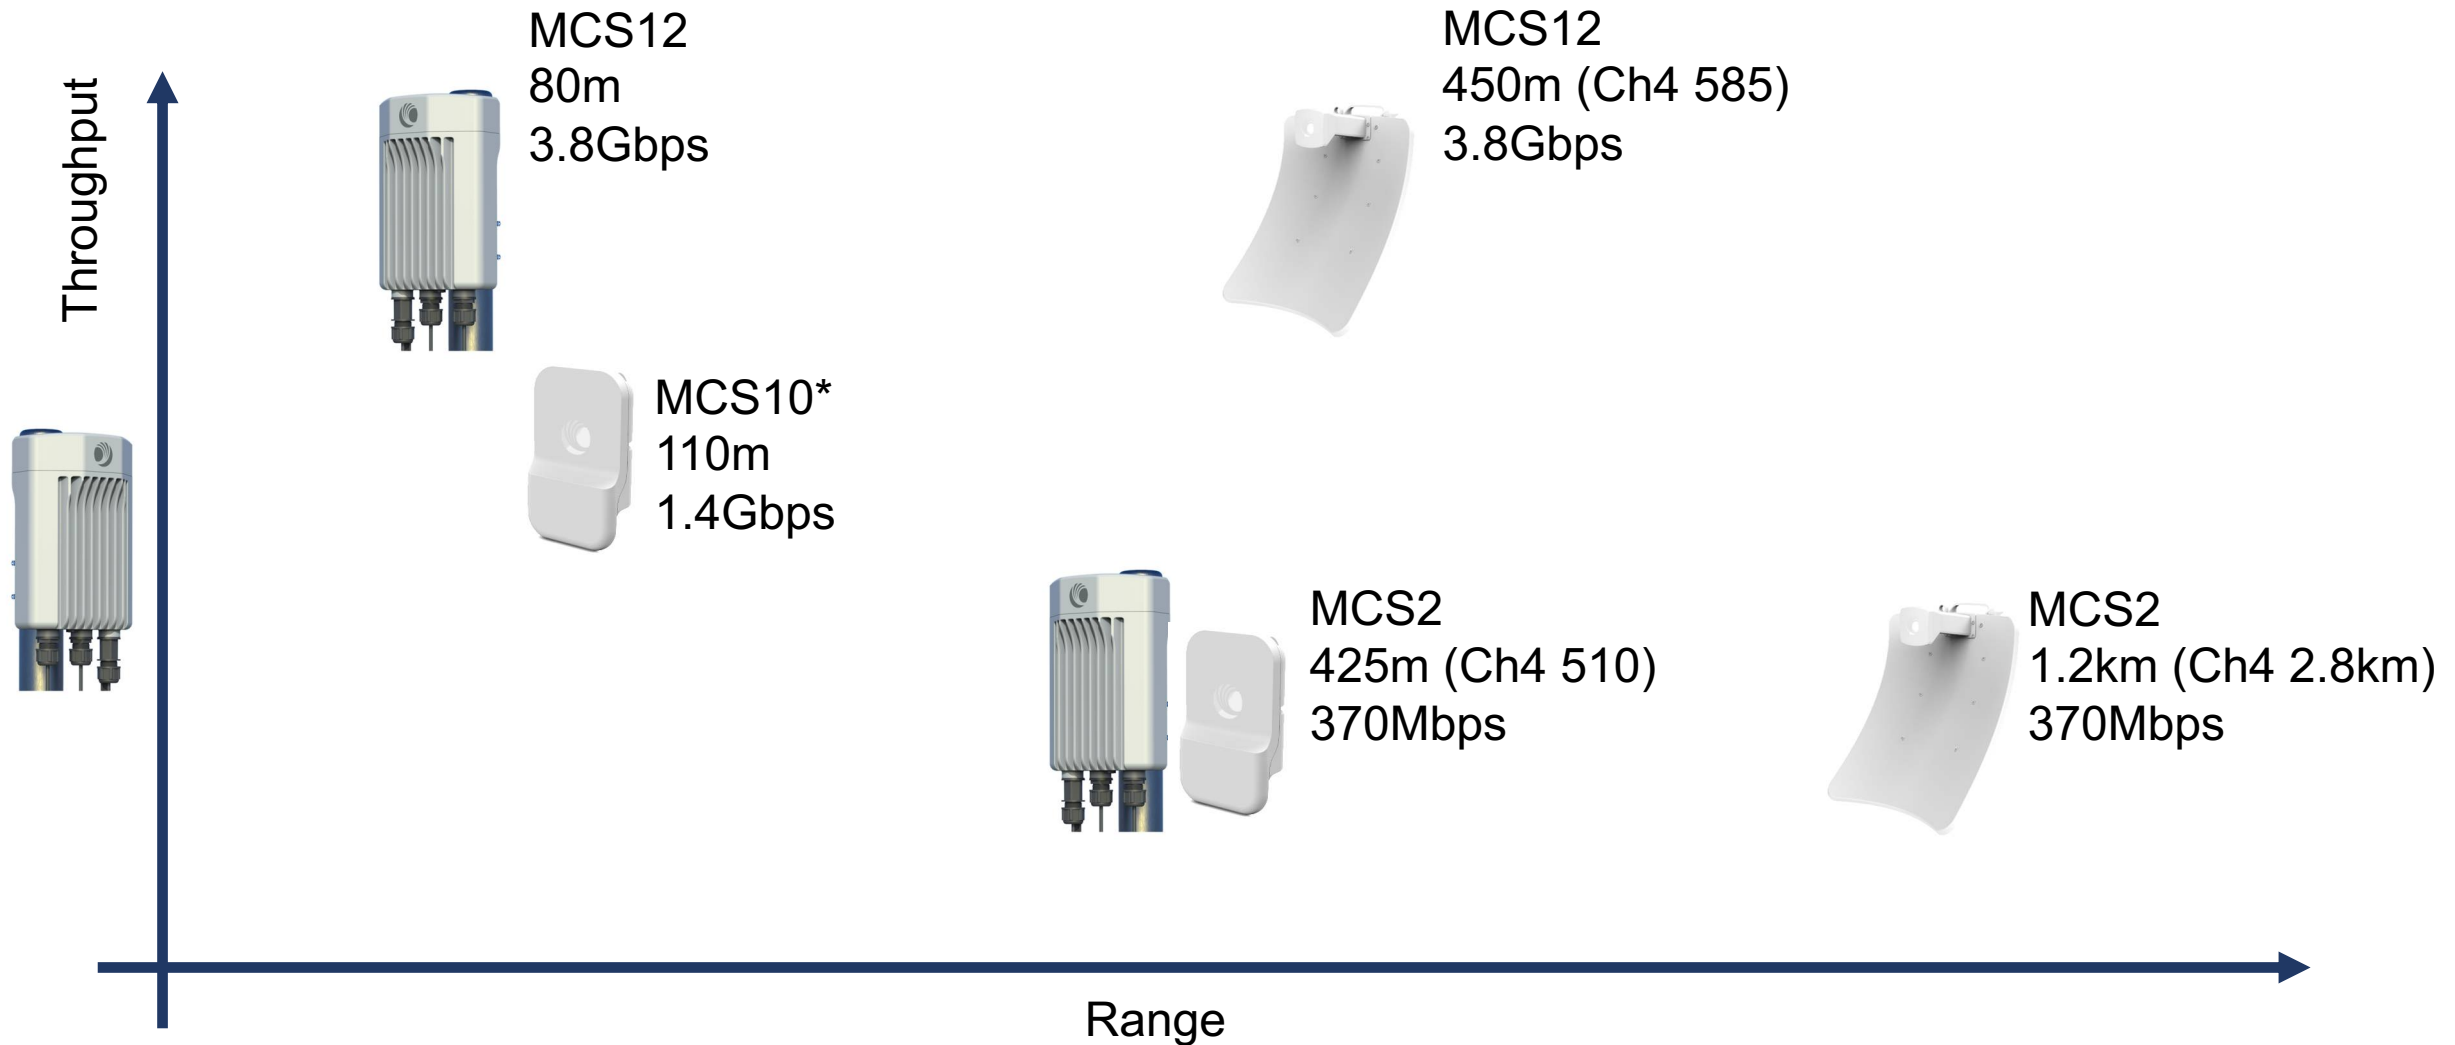 Throughput
MCS12
80m
3.8Gbps
MCS12
450m (Ch4 585)
3.8Gbps
MCS10*
110m
1.4Gbps
MCS2
425m (Ch4 510)
370Mbps
MCS2
1.2km (Ch4 2.8km)
370Mbps
Range